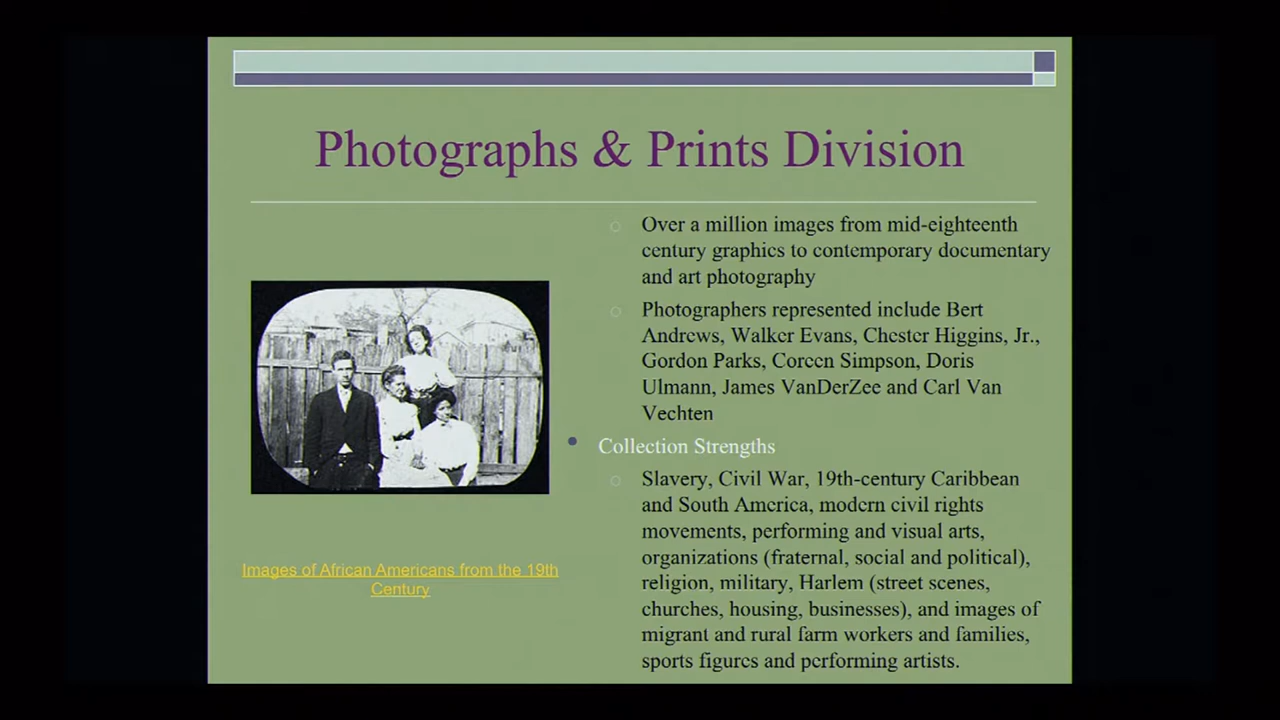 Photographs & Prints Division
Over a million images from mid-eighteenth
century graphics to contemporary documentary
and art photography
Photographers represented include Bert
Andrews, Walker Evans, Chester Higgins, Jr.,
Gordon Parks, Coreen Simpson, Doris
Ulmann, James VanDerZee and Carl Van
Vechten
Collection Strengths
Slavery, Civil War, 19th-century Caribbean
and South America, modern civil rights
movements, performing and visual arts,
organizations (fraternal, social and political),
religion, military, Harlem (street scenes,
churches, housing, businesses), and images of
migrant and rural farm workers and families,
sports figures and performing artists.
Images of African Americans from the 19th
Century